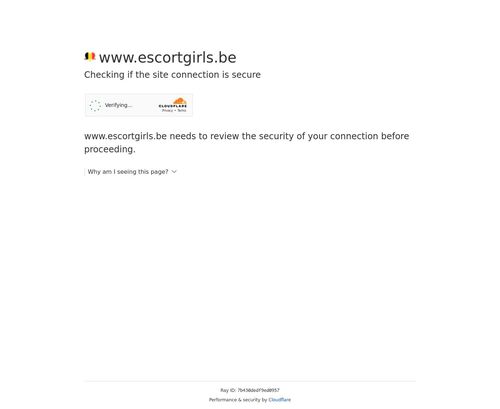 www.escortgirls.be
Checking if the site connection is secure
Verifying...
CLOUDFLARE
Privacy • Terms
www.escortgirls.be needs to review the security of your connection before
proceeding.
Why am I seeing this page?
Ray ID: 7b430dedf9ed0957
Performance & security by Cloudflare